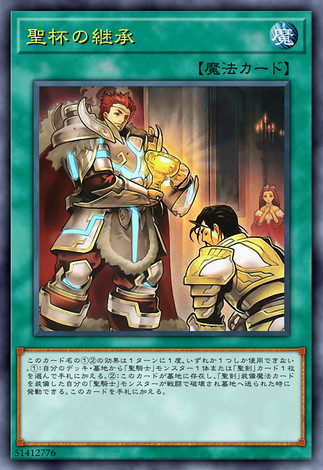 聖杯の継承
魔
【魔法カード】
このカード名の①②の効果は1ターンに1度、いずれか1つしか使用できない
。①：自分のデッキ・墓地から「聖騎士」モンスター1体または「聖剣」カード1枚
を選んで手札に加える。②：このカードが墓地に存在し、「聖剣」装備魔法カード
を装備した自分の「聖騎士」モンスターが戦闘で破壊され墓地へ送られた時に
発動できる。このカードを手札に加える。
51412776